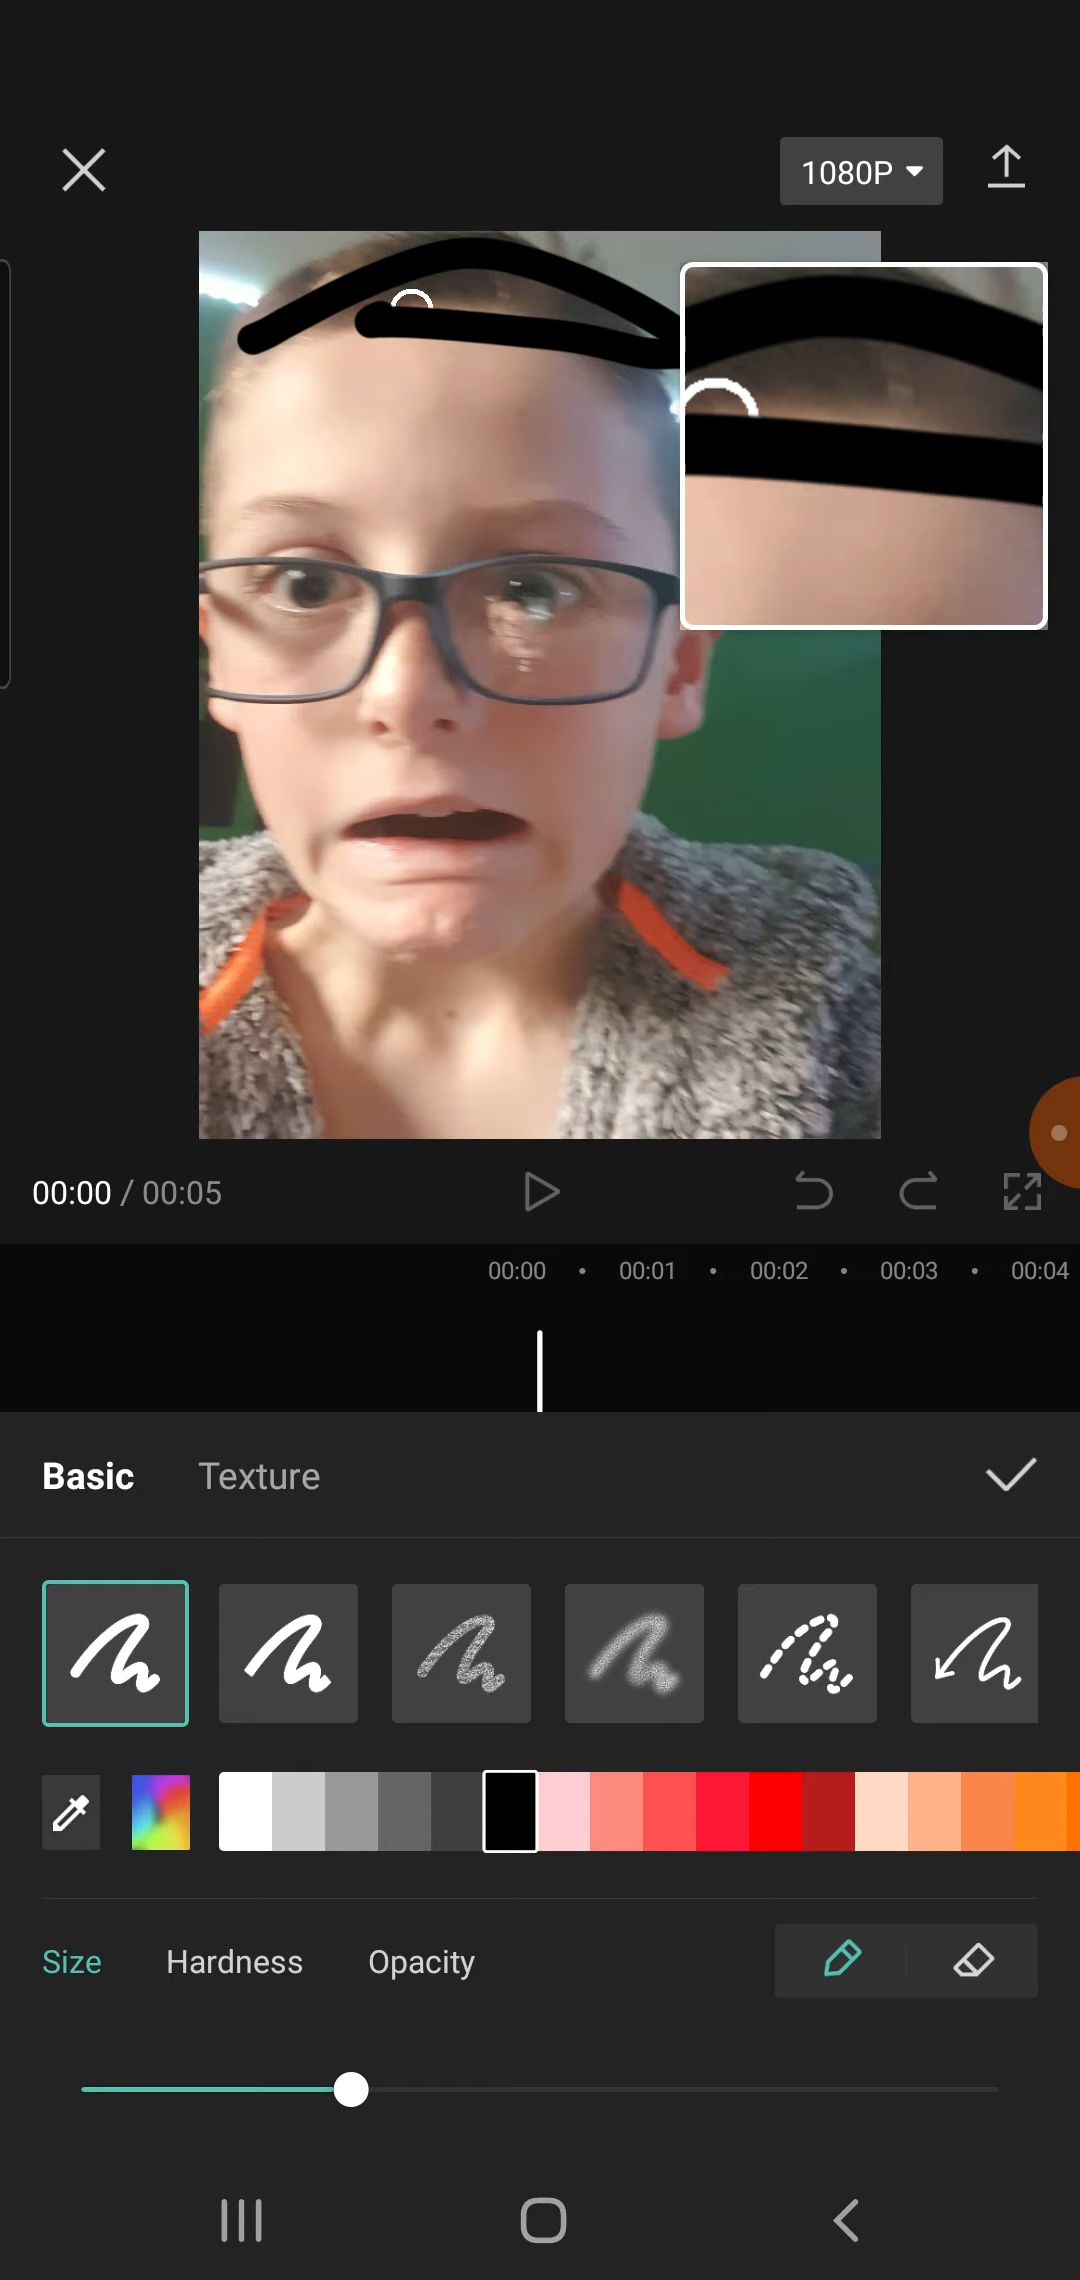 1080P
00:00 / 00:05
00:00 • 00:01 • 00:02 • 00:03 • 00:04
Basic Texture
Size Hardness Opacity